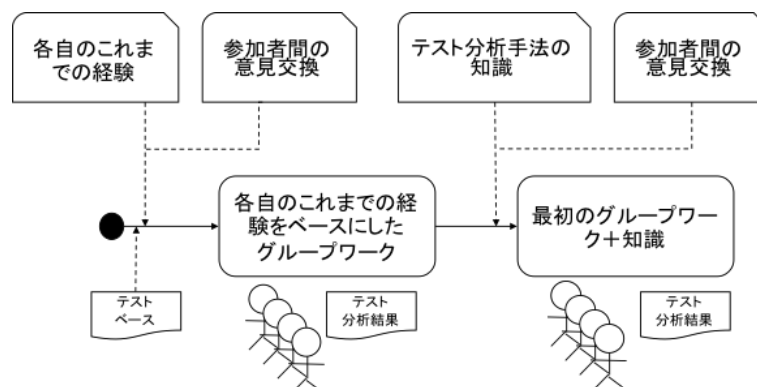 各自のこれま
での経験
参加者間の
意見交換
テスト分析手法の
知識
参加者間の
意見交換
各自のこれまでの経
験をベースにした
グループワーク
最初のグループワー
ク＋知識
テスト
ベース
テスト
分析結果
テスト
分析結果